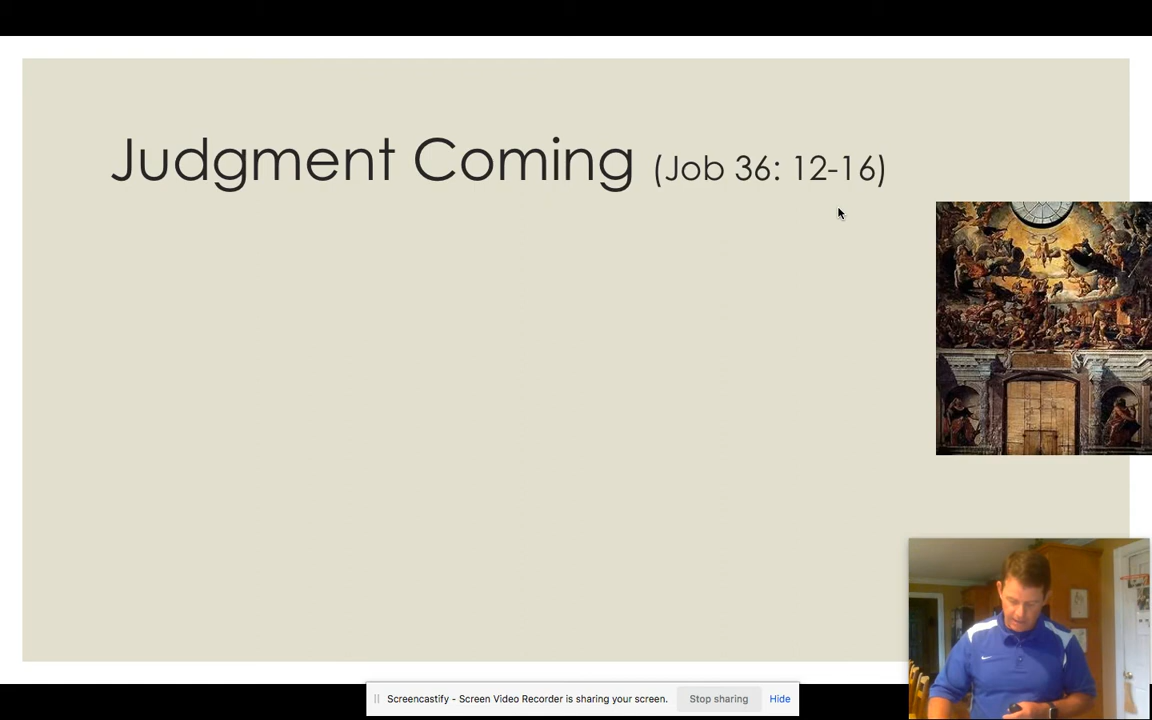 Judgment Coming (Job 36: 12-16)
Screencastify - Screen Video Recorder is sharing your screen. Stop sharing Hide